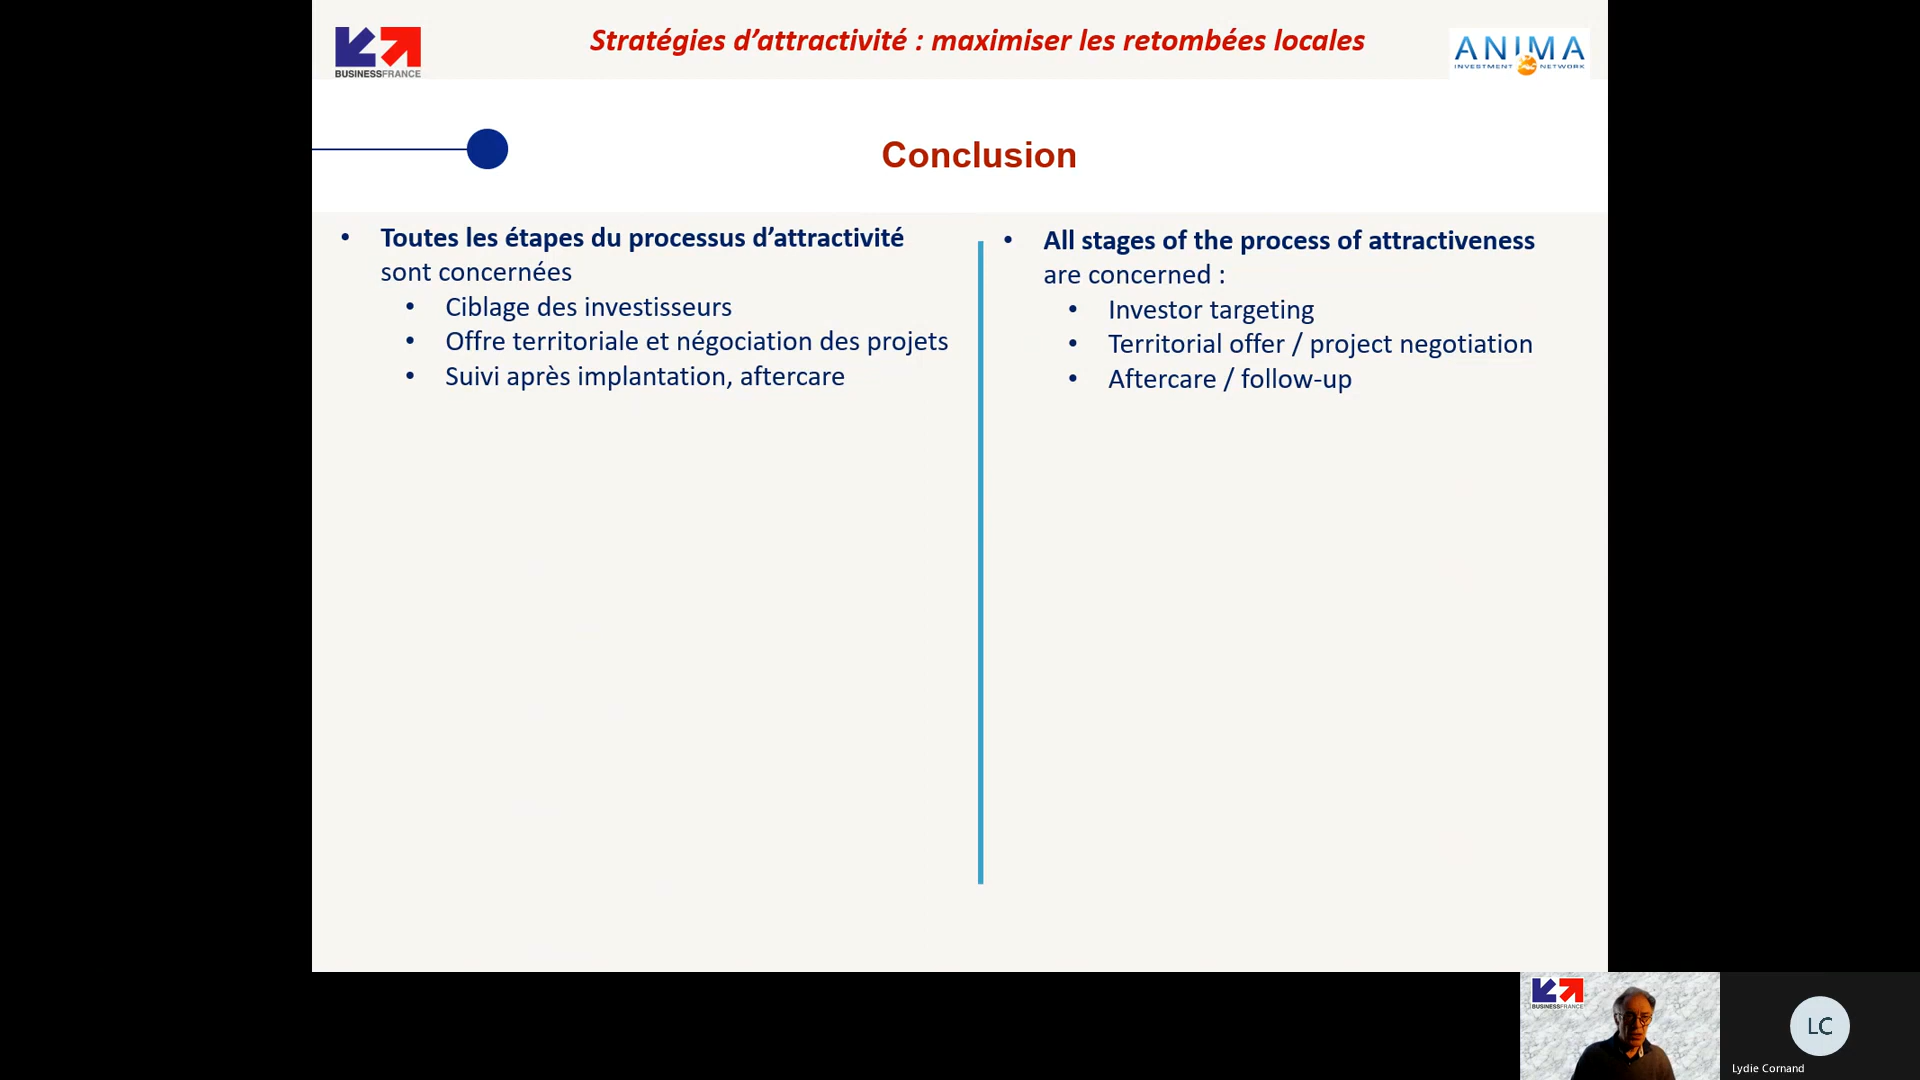 BUSINESSFRANCE
Stratégies d’attractivité : maximiser les retombées locales
ANIMA
INVESTMENT NETWORK
Conclusion
• Toutes les étapes du processus d’attractivité
sont concernées
• Ciblage des investisseurs
• Offre territoriale et négociation des projets
• Suivi après implantation, aftercare
• All stages of the process of attractiveness
are concerned :
• Investor targeting
• Territorial offer / project negotiation
• Aftercare / follow-up
BUSINESSFRANCE
LC
Lydie Cornand